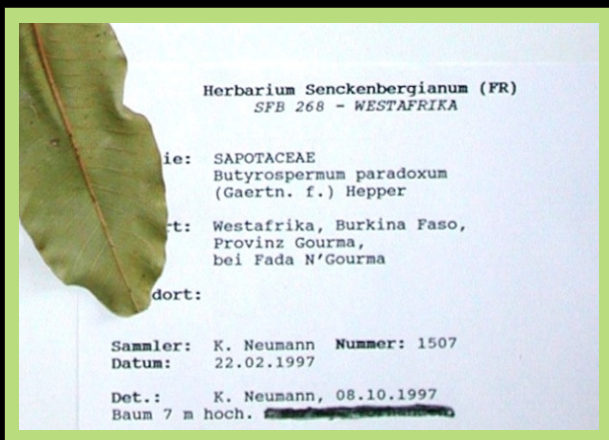 Herbarium Senckenbergianum (FR)
SFB 268 - WESTAFRIKA
ie: SAPOTACEAE
Butyrospermum paradoxum
(Gaertn. f.) Hepper
rt: Westafrika, Burkina Faso,
Provinz Gourma,
bei Fada N'Gourma
dort:
Sammler: K. Neumann Nummer: 1507
Datum: 22.02.1997
Det.: K. Neumann, 08.10.1997
Baum 7 m hoch.